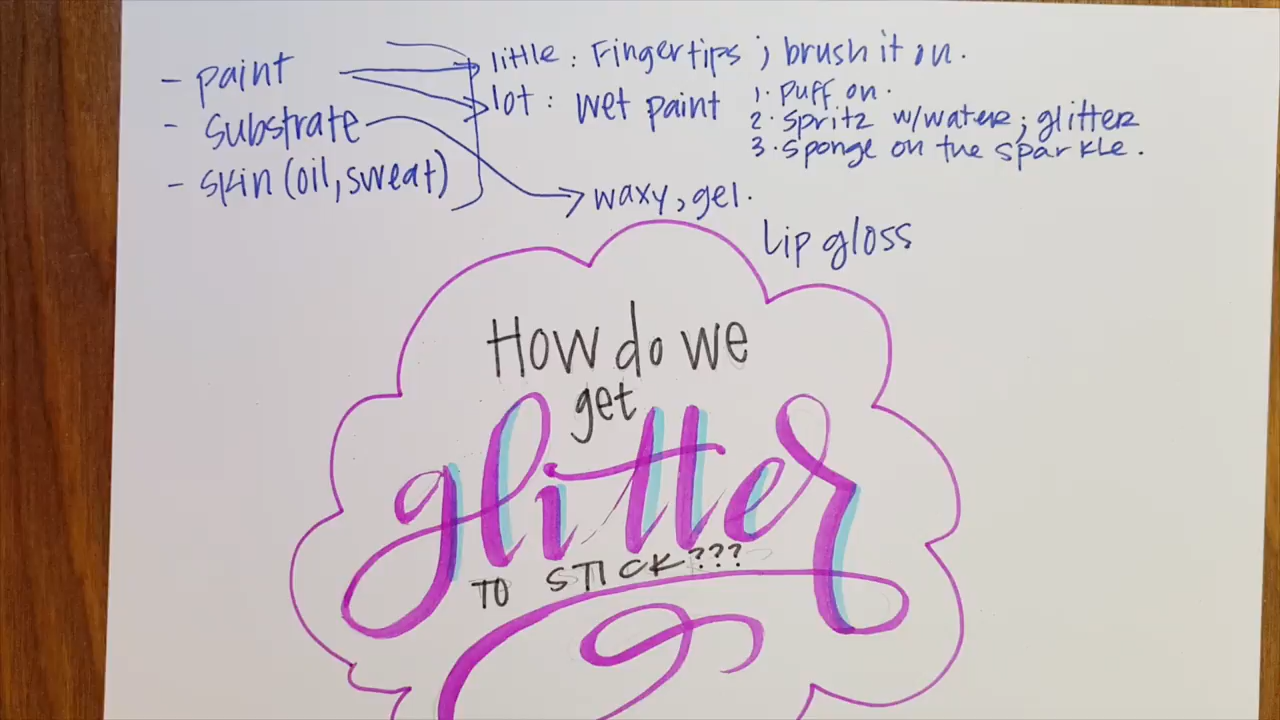 - paint
- substrate
- skin (oil, sweat)
little : Fingertips ; brush it on.
lot : wet paint
1. puff on.
2. spritz w/water ; glitter
3. sponge on the sparkle.
waxy, gel.
Lip gloss
How do we
get
glitter
TO STICK???